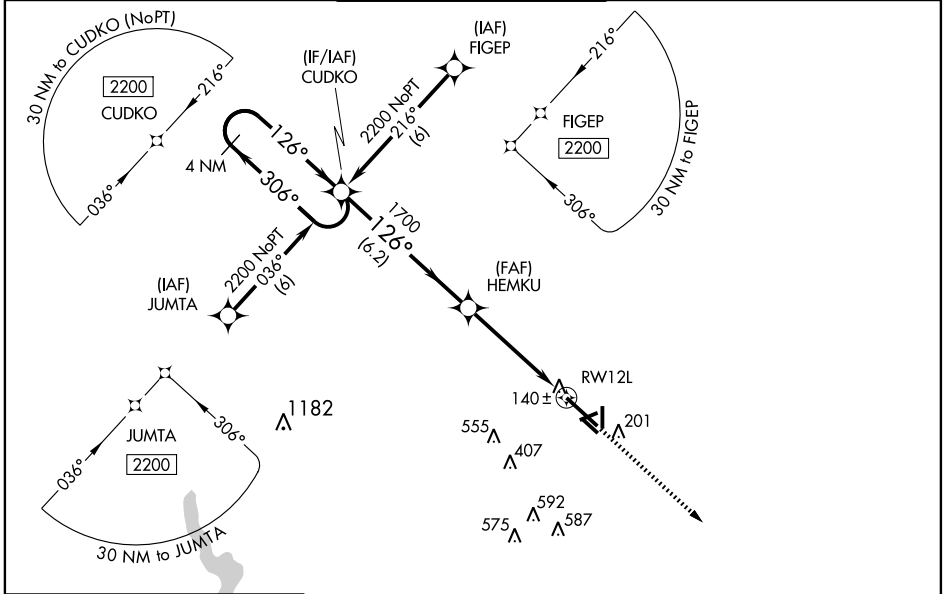 30 NM to CUDKO (NoPT)
2200
CUDKO
216°
036°
(IF/IAF)
CUDKO
(IAF)
FIGEP
2200 NoPT
216°
(6)
216°
FIGEP
2200
306°
30 NM to FIGEP
4 NM
126°
306°
1700
126°
(6.2)
2200 NoPT
036°
(6)
(IAF)
JUMTA
(FAF)
HEMKU
RW12L
140±
201
1182
555
407
592
575
587
JUMTA
2200
036°
306°
30 NM to JUMTA